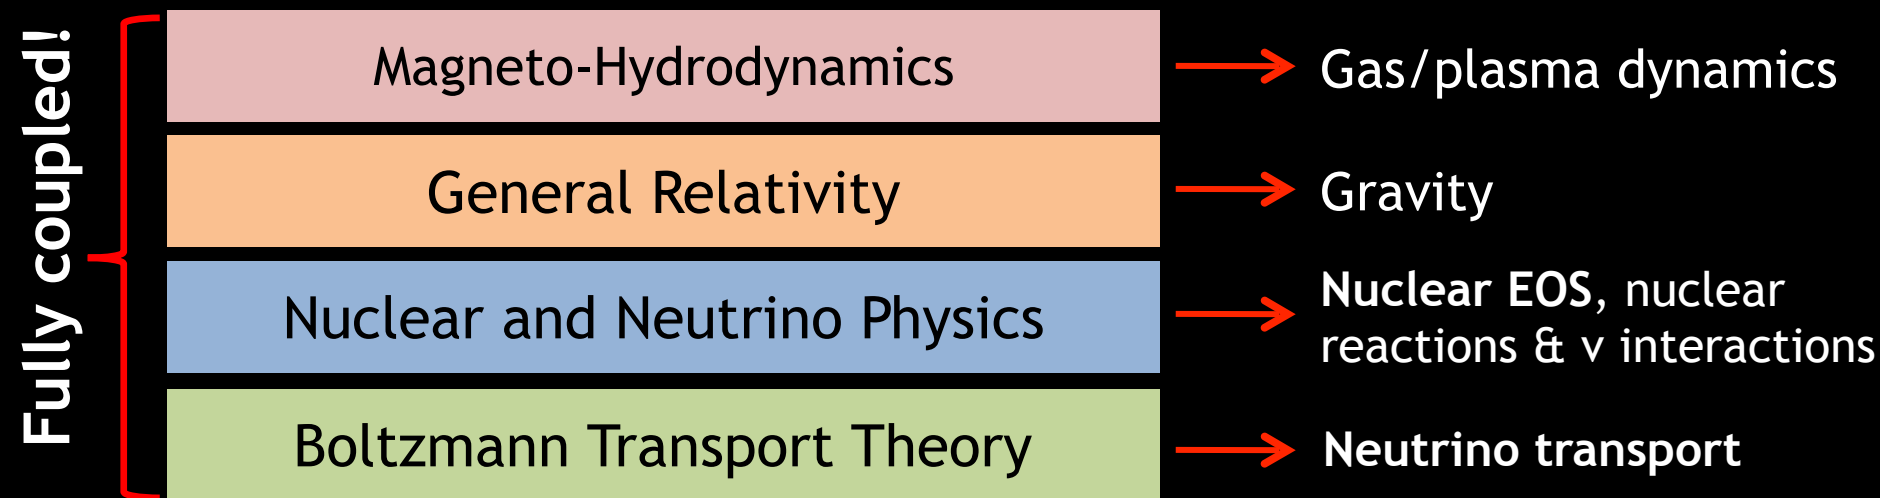 Fully coupled!
Magneto-Hydrodynamics
Gas/plasma dynamics
General Relativity
Gravity
Nuclear and Neutrino Physics
Nuclear EOS, nuclear
reactions & ν interactions
Boltzmann Transport Theory
Neutrino transport